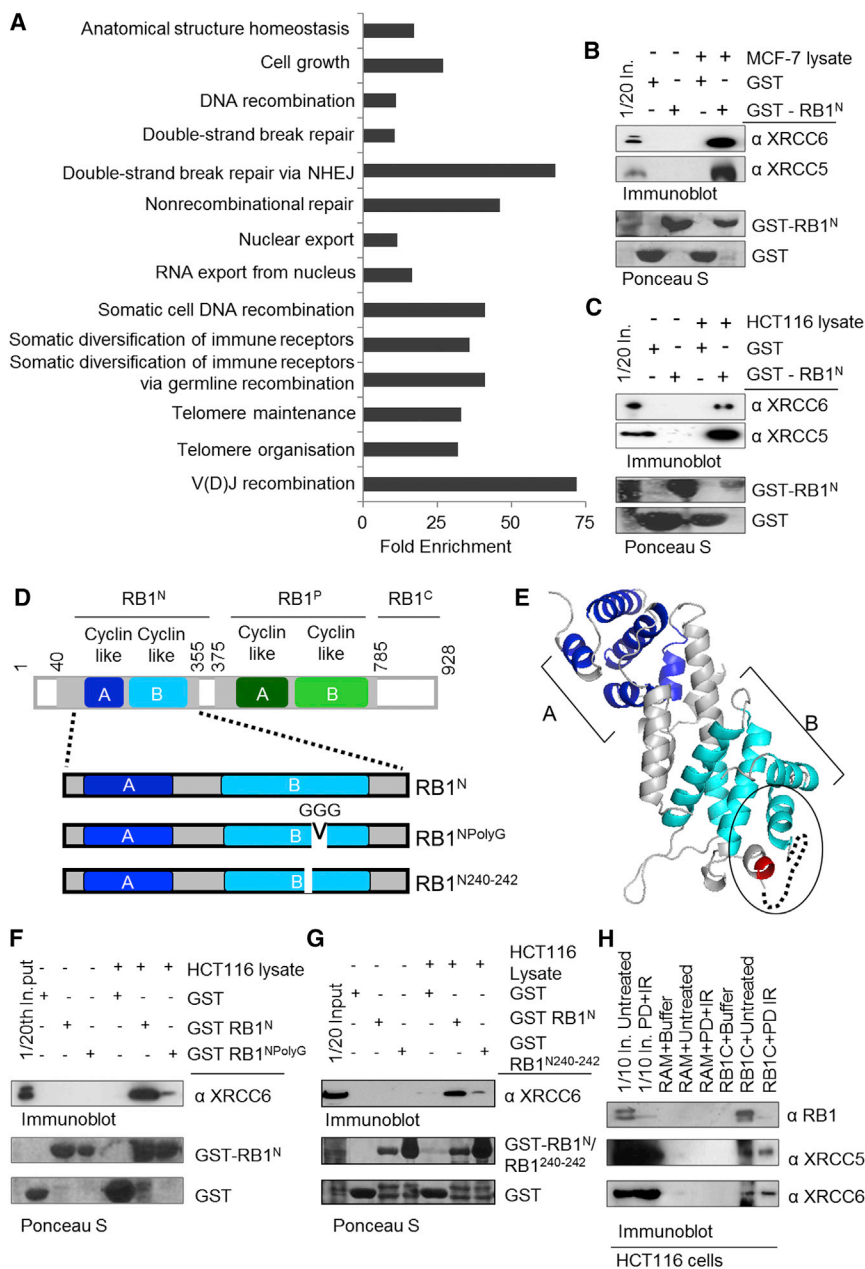 A
Anatomical structure homeostasis
Cell growth
DNA recombination
Double-strand break repair
Double-strand break repair via NHEJ
Nonrecombinational repair
Nuclear export
RNA export from nucleus
Somatic cell DNA recombination
Somatic diversification of immune receptors
Somatic diversification of immune receptors
via germline recombination
Telomere maintenance
Telomere organisation
V(D)J recombination
0 25 50 75
Fold Enrichment
B
1/20 In.
- - + + MCF-7 lysate
+ - + - GST
- + - + GST - RB1N
α XRCC6
α XRCC5
Immunoblot
GST-RB1N
GST
Ponceau S
C
1/20 In.
- - + + HCT116 lysate
+ - + - GST
- + - + GST - RB1N
α XRCC6
α XRCC5
Immunoblot
GST-RB1N
GST
Ponceau S
D
RB1N RB1P RB1C
Cyclin like Cyclin like Cyclin like Cyclin like
1 40 355 375 785 928
A B A B
A B RB1N
GGG
A B RB1NPolyG
A B RB1N240-242
E
A
B
F
1/20th In.put
- - - + + + HCT116 lysate
+ - - + - - GST
- + - - + - GST RB1N
- - + - - + GST RB1NPolyG
α XRCC6
Immunoblot
GST-RB1N
GST
Ponceau S
G
1/20 Input
- - - + + + HCT116 Lysate
+ - - + - - GST
- + - - + - GST RB1N
- - + - - + GST RB1N240-242
α XRCC6
Immunoblot
GST-RB1N/
RB1240-242
GST
Ponceau S
H
1/10 In. Untreated
1/10 In. PD+IR
RAM+Buffer
RAM+Untreated
RAM+PD+IR
RB1C+Buffer
RB1C+Untreated
RB1C+PD IR
α RB1
α XRCC5
α XRCC6
Immunoblot
HCT116 cells